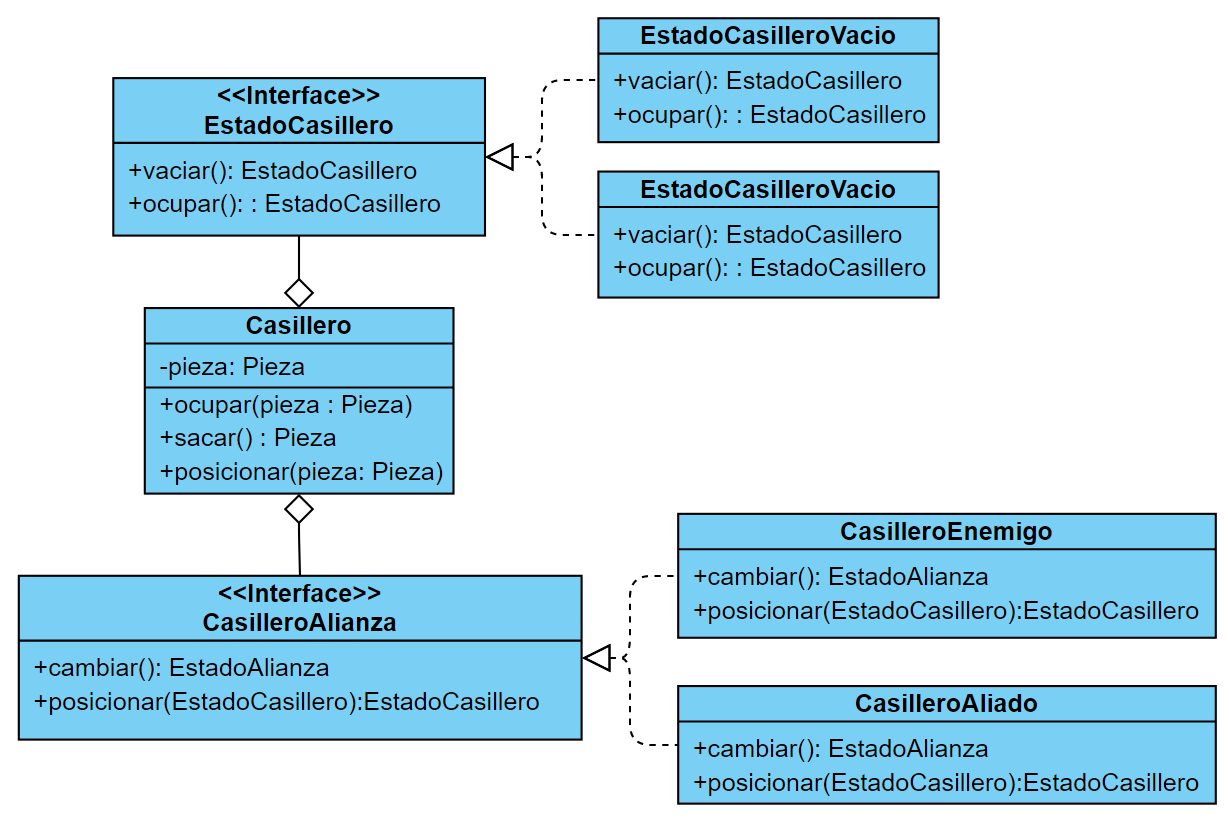 EstadoCasilleroVacio
+vaciar(): EstadoCasillero
+ocupar(): : EstadoCasillero
<<Interface>>
EstadoCasillero
+vaciar(): EstadoCasillero
+ocupar(): : EstadoCasillero
EstadoCasilleroVacio
+vaciar(): EstadoCasillero
+ocupar(): : EstadoCasillero
Casillero
-pieza: Pieza
+ocupar(pieza : Pieza)
+sacar() : Pieza
+posicionar(pieza: Pieza)
CasilleroEnemigo
+cambiar(): EstadoAlianza
+posicionar(EstadoCasillero):EstadoCasillero
<<Interface>>
CasilleroAlianza
+cambiar(): EstadoAlianza
+posicionar(EstadoCasillero):EstadoCasillero
CasilleroAliado
+cambiar(): EstadoAlianza
+posicionar(EstadoCasillero):EstadoCasillero